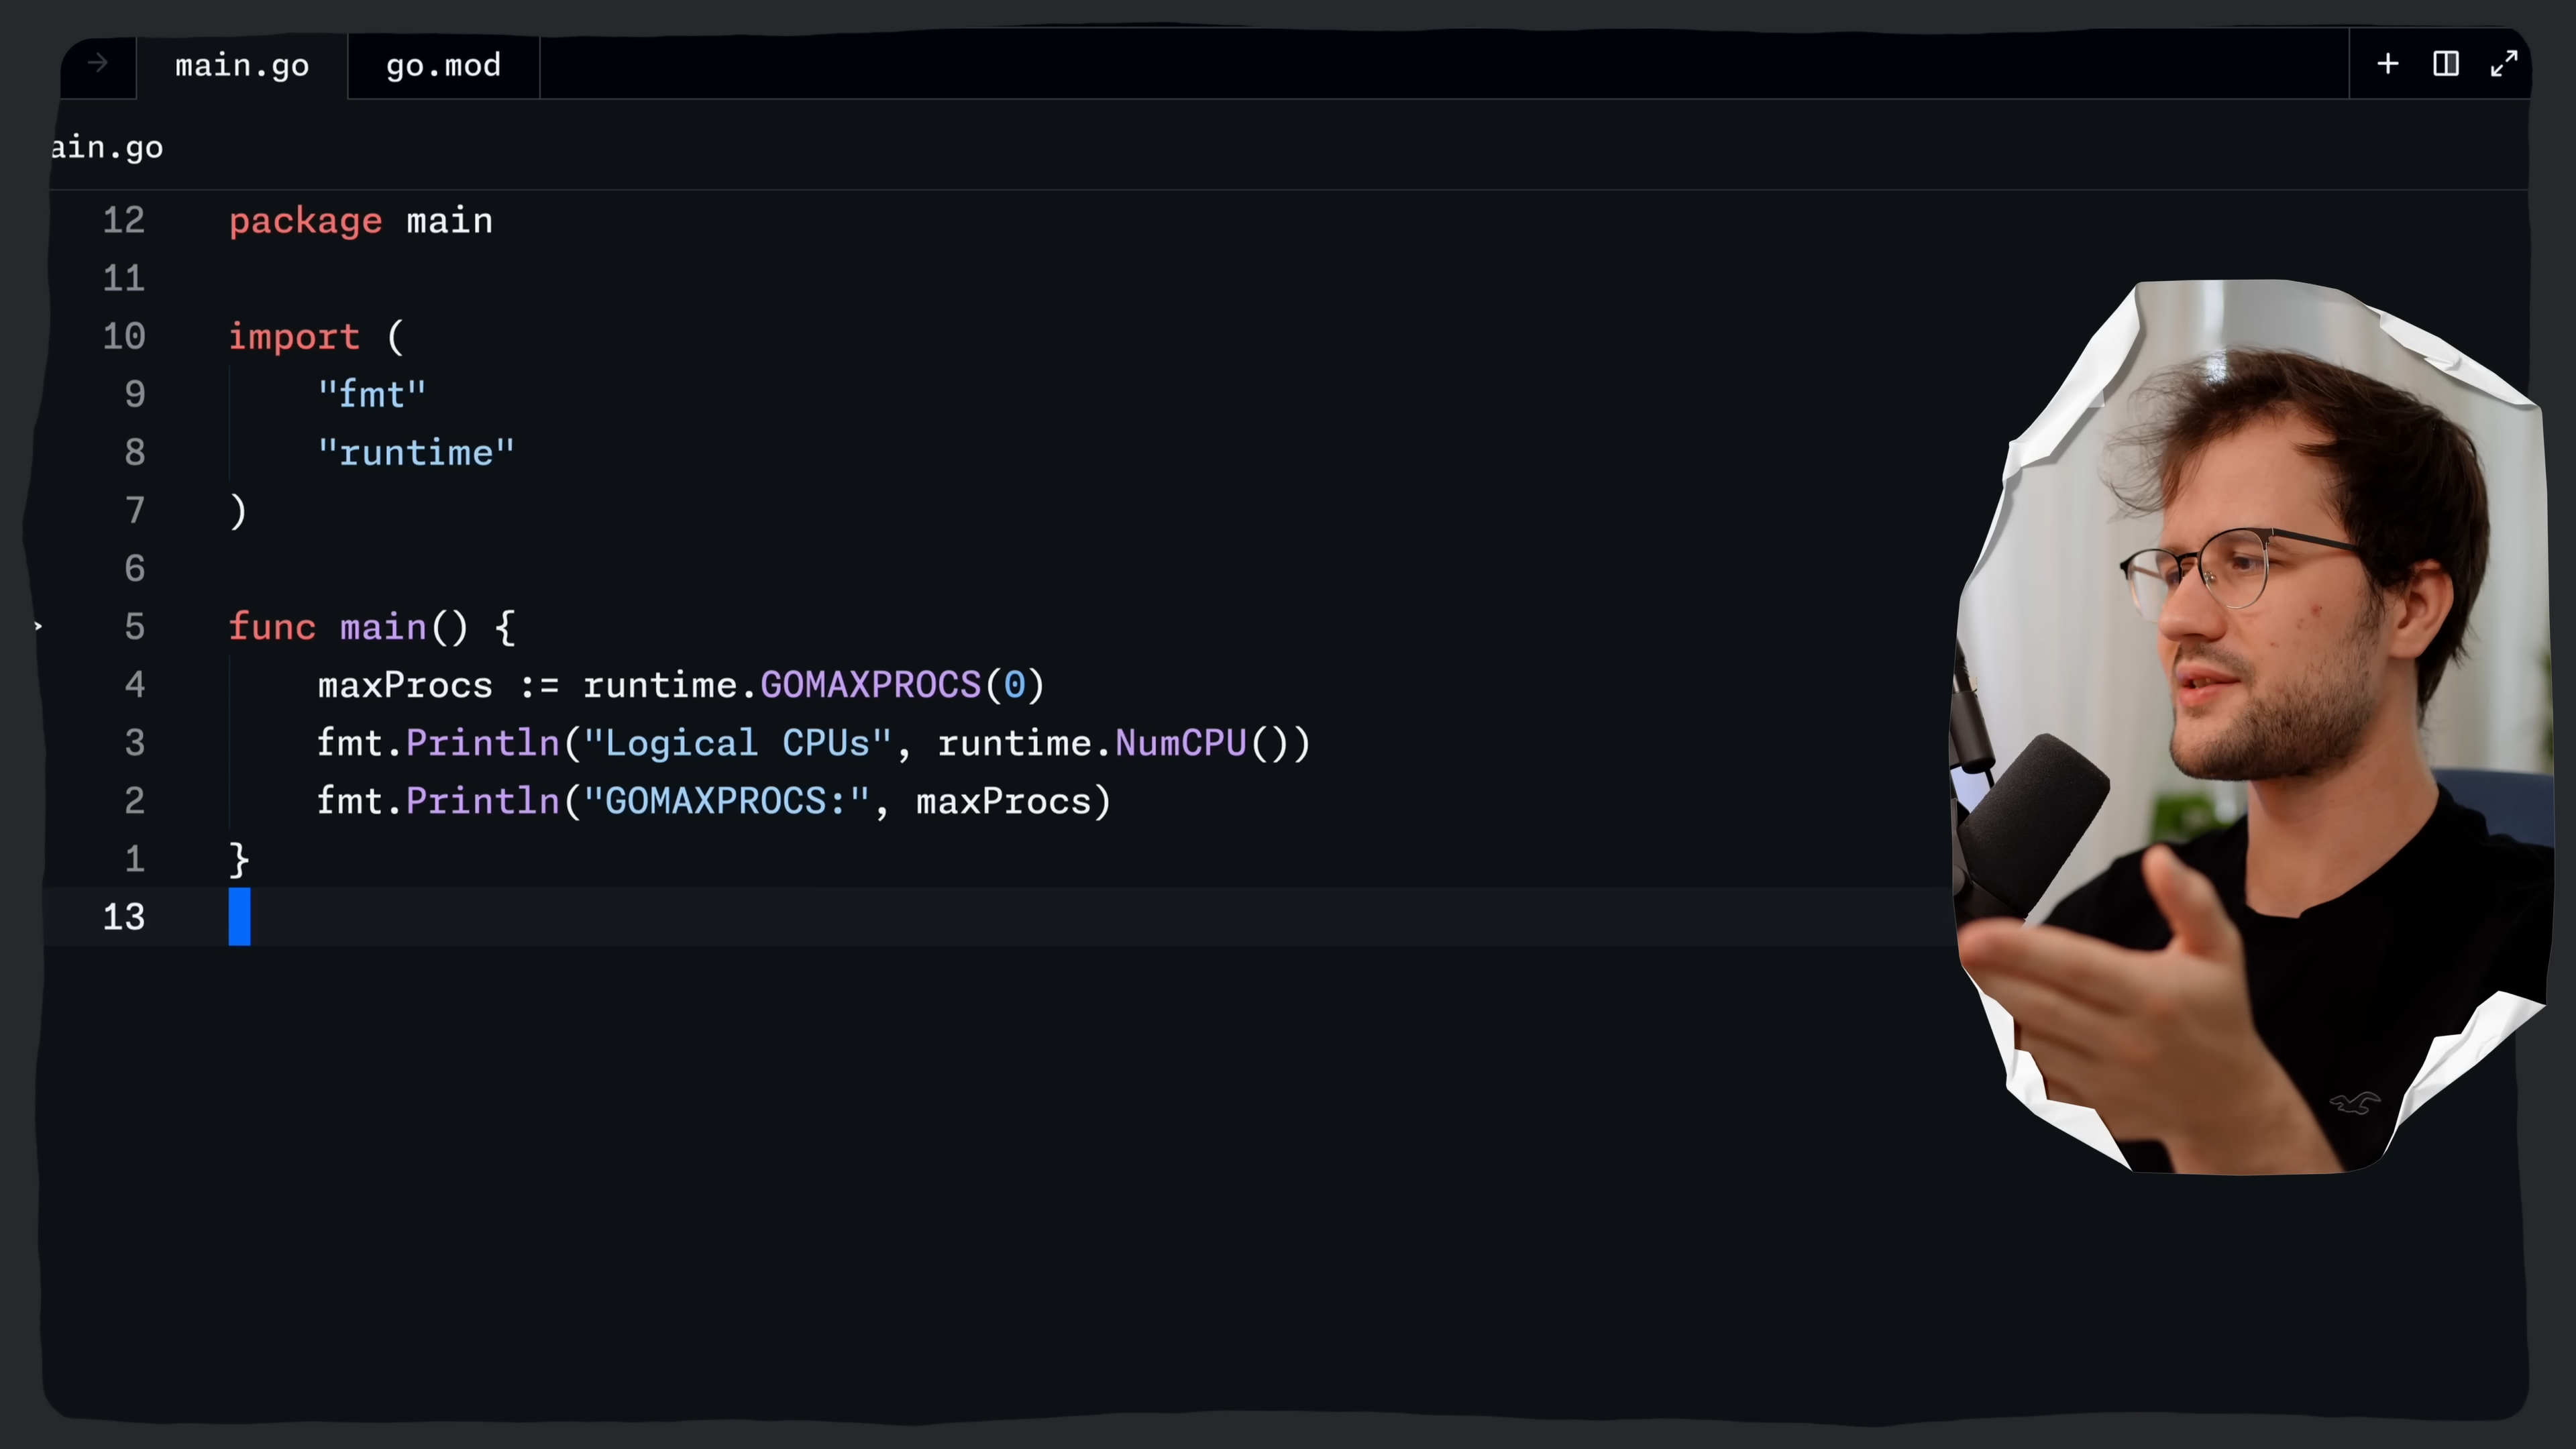 main.go go.mod
ain.go
12 package main
11
10 import (
9 "fmt"
8 "runtime"
7 )
6
5 func main() {
4 maxProcs := runtime.GOMAXPROCS(0)
3 fmt.Println("Logical CPUs", runtime.NumCPU())
2 fmt.Println("GOMAXPROCS:", maxProcs)
1 }
13